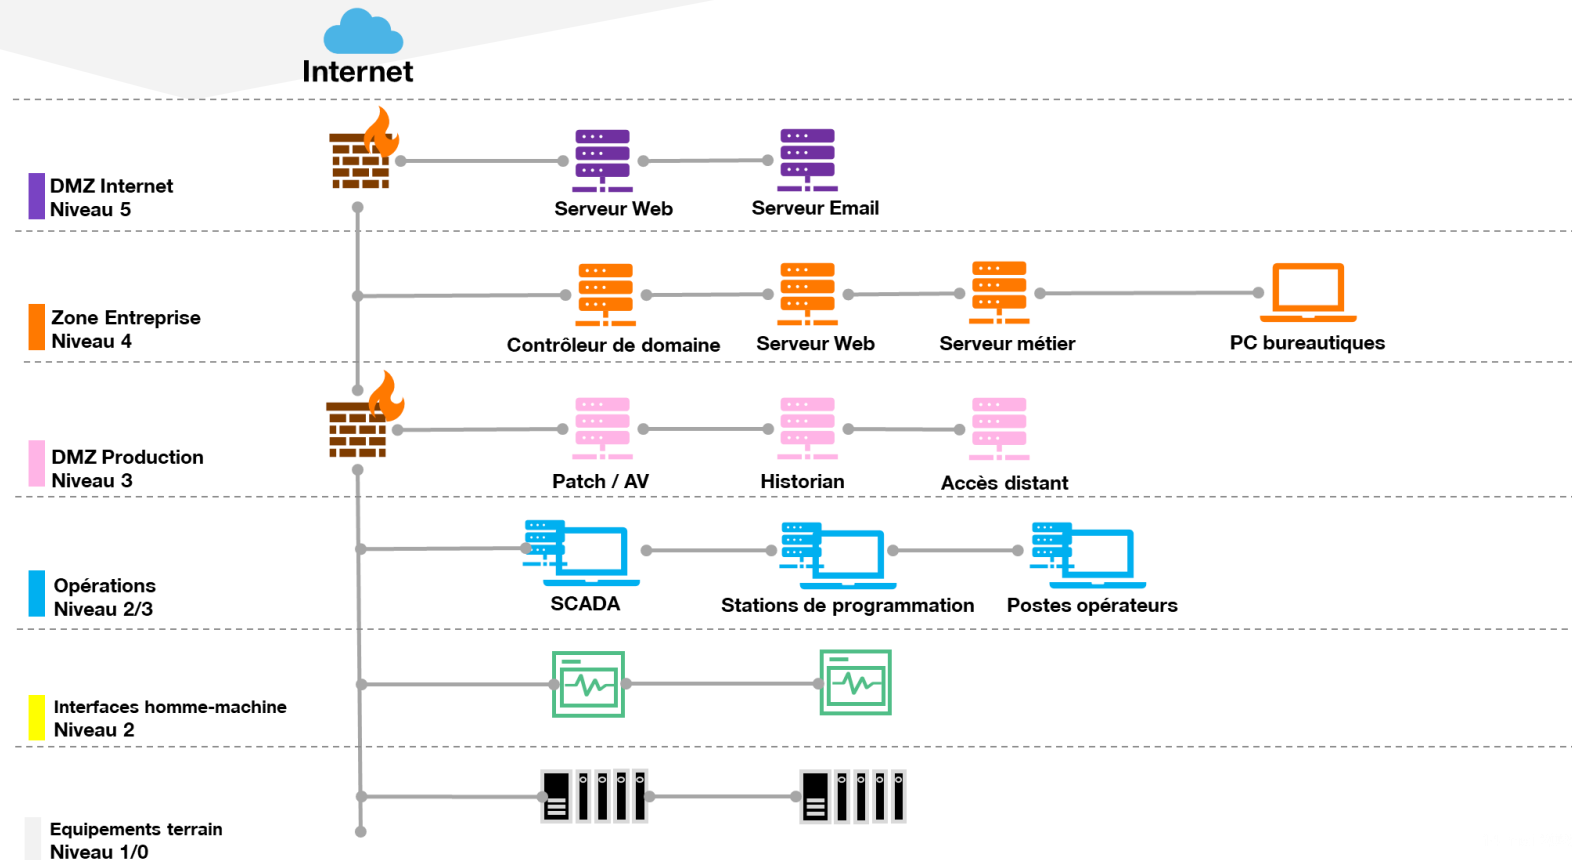 Internet
DMZ Internet
Niveau 5
Serveur Web
Serveur Email
Zone Entreprise
Niveau 4
Contrôleur de domaine
Serveur Web
Serveur métier
PC bureautiques
DMZ Production
Niveau 3
Patch / AV
Historian
Accès distant
Opérations
Niveau 2/3
SCADA
Stations de programmation
Postes opérateurs
Interfaces homme-machine
Niveau 2
Equipements terrain
Niveau 1/0